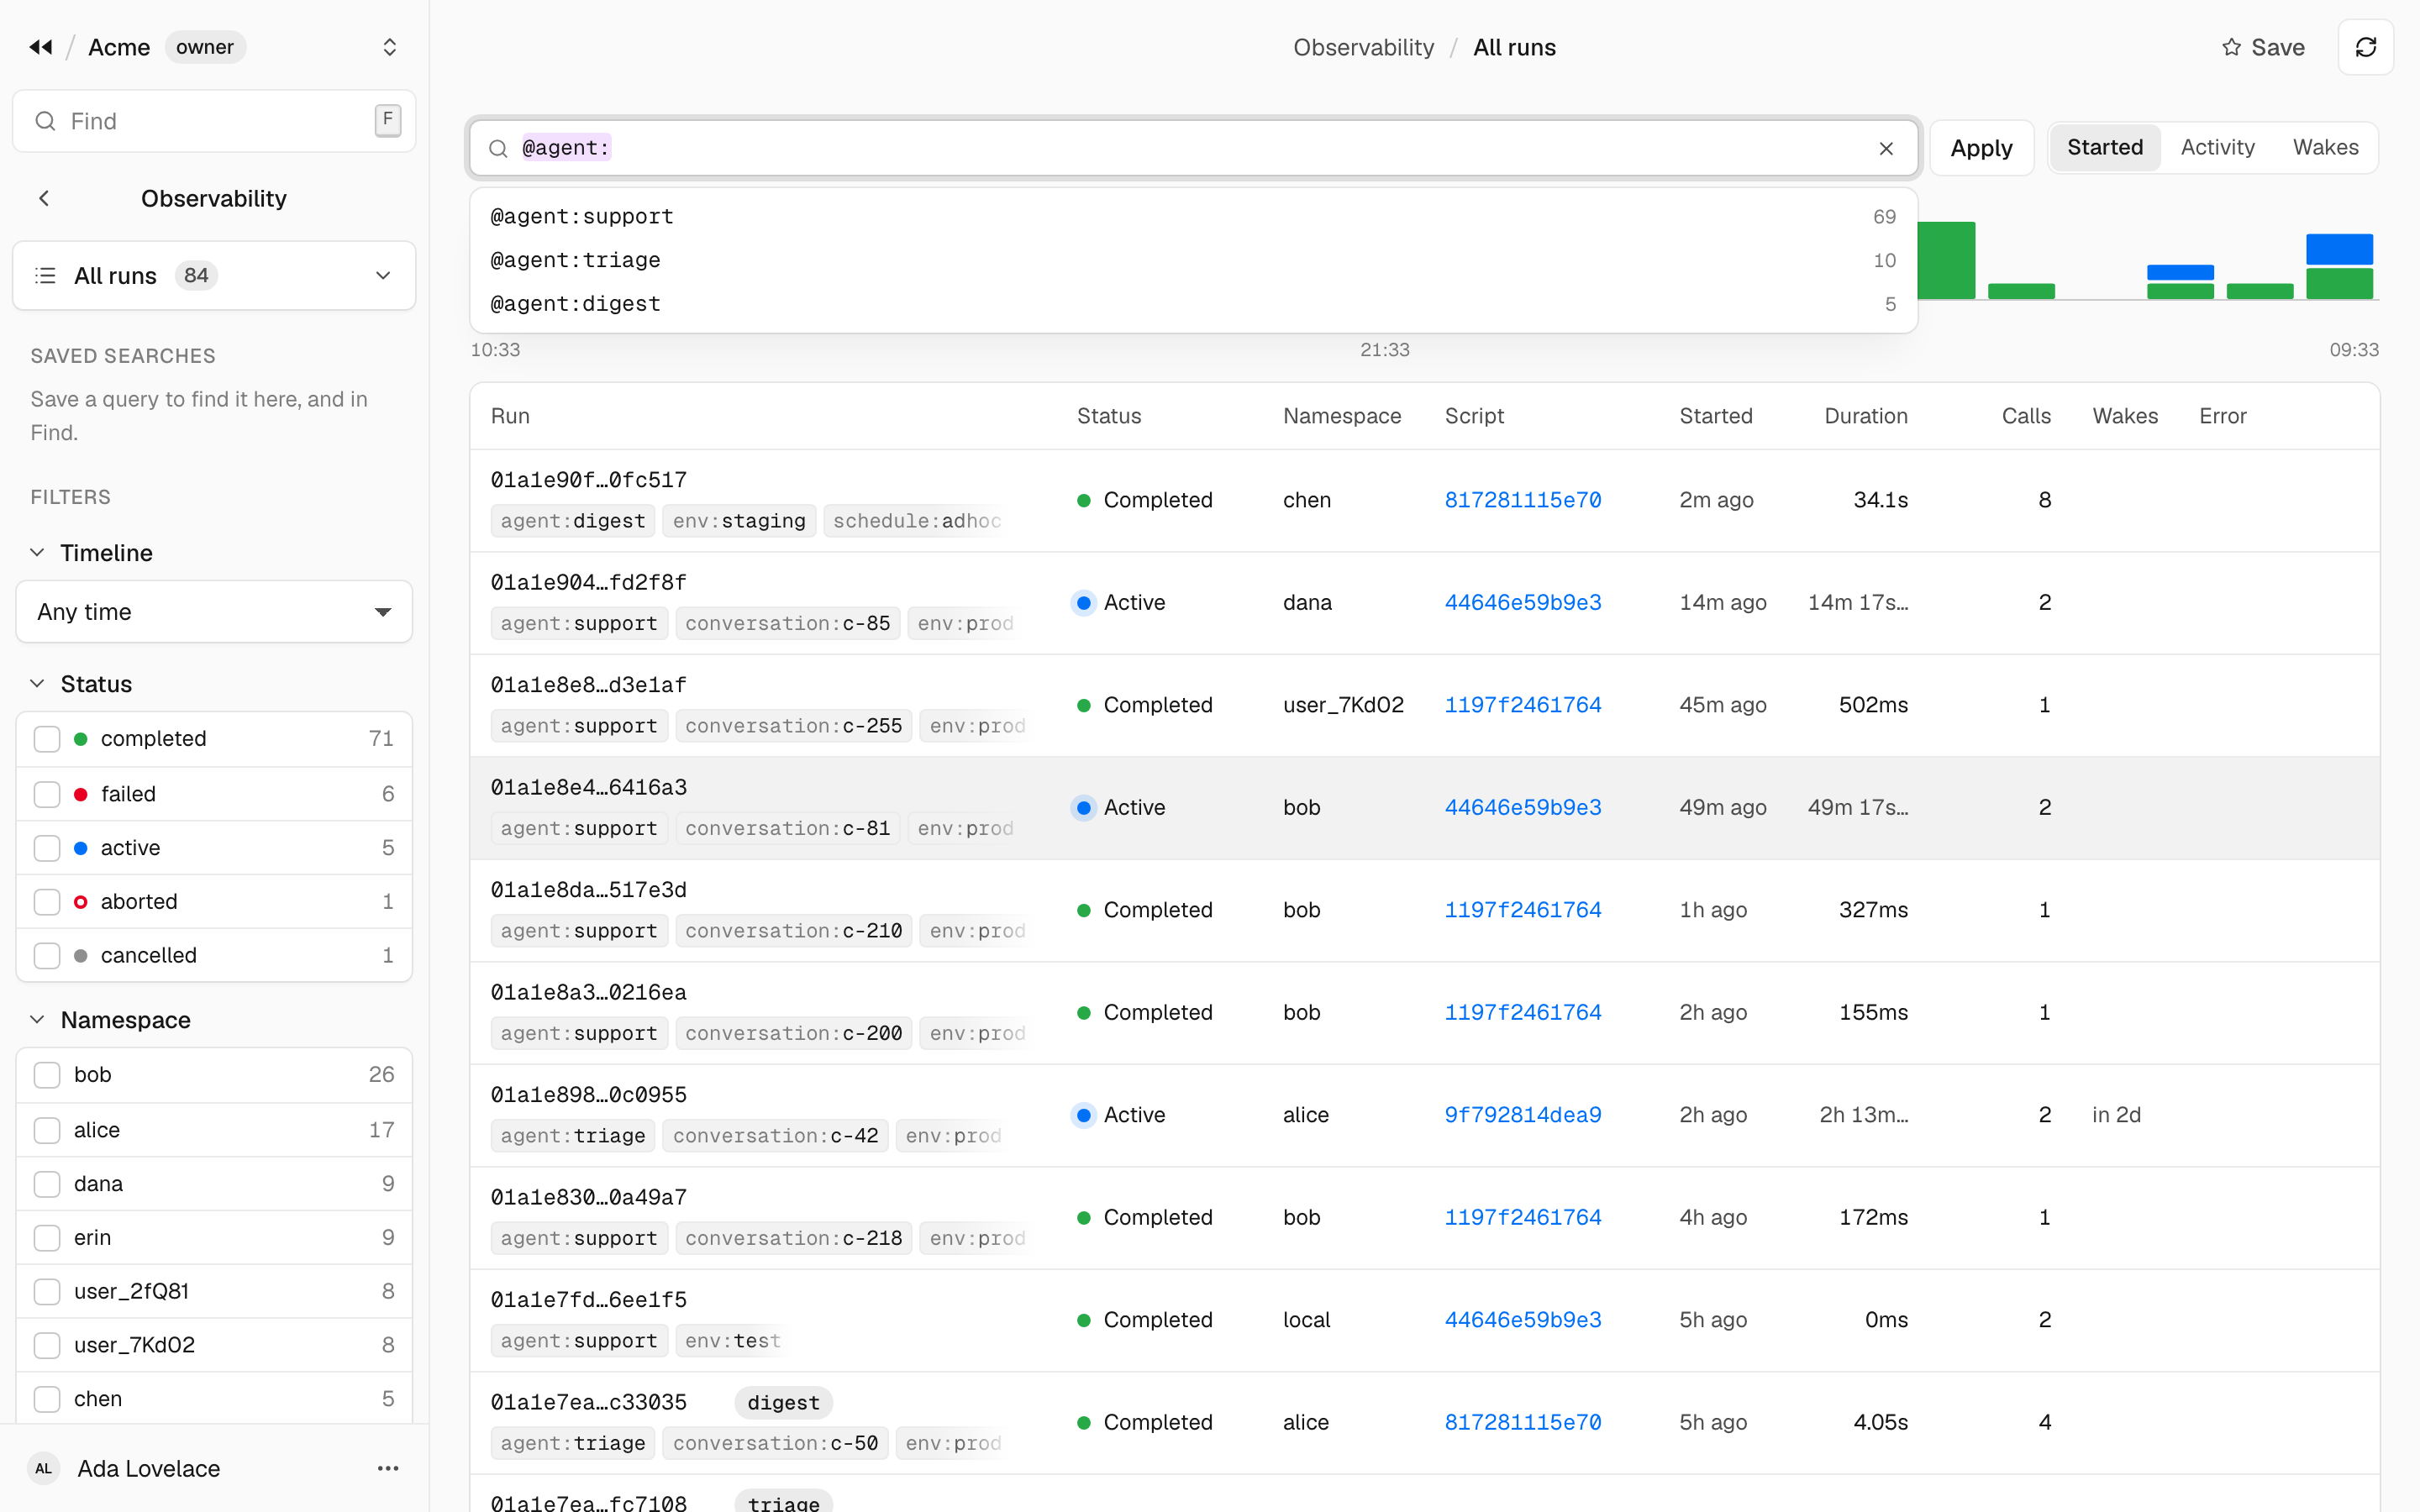 / Acme owner
Find F
Observability
All runs 84
SAVED SEARCHES
Save a query to find it here, and in
Find.
FILTERS
Timeline
Any time
Status
completed 71
failed 6
active 5
aborted 1
cancelled 1
Namespace
bob 26
alice 17
dana 9
erin 9
user_2fQ81 8
user_7KdO2 8
chen 5
AL Ada Lovelace ...
Observability / All runs
Save
@agent:
Apply Started Activity Wakes
@agent:support 69
@agent:triage 10
@agent:digest 5
10:33 21:33 09:33
Run Status Namespace Script Started Duration Calls Wakes Error
01a1e90f…0fc517
agent:digest env:staging schedule:adhoc
Completed chen 817281115e70 2m ago 34.1s 8
01a1e904…fd2f8f
agent:support conversation:c-85 env:prod
Active dana 44646e59b9e3 14m ago 14m 17s… 2
01a1e8e8…d3e1af
agent:support conversation:c-255 env:prod
Completed user_7KdO2 1197f2461764 45m ago 502ms 1
01a1e8e4…6416a3
agent:support conversation:c-81 env:prod
Active bob 44646e59b9e3 49m ago 49m 17s… 2
01a1e8da…517e3d
agent:support conversation:c-210 env:prod
Completed bob 1197f2461764 1h ago 327ms 1
01a1e8a3…0216ea
agent:support conversation:c-200 env:prod
Completed bob 1197f2461764 2h ago 155ms 1
01a1e898…0c0955
agent:triage conversation:c-42 env:prod
Active alice 9f792814dea9 2h ago 2h 13m… 2 in 2d
01a1e830…0a49a7
agent:support conversation:c-218 env:prod
Completed bob 1197f2461764 4h ago 172ms 1
01a1e7fd…6ee1f5
agent:support env:test
Completed local 44646e59b9e3 5h ago 0ms 2
01a1e7ea…c33035 digest
agent:triage conversation:c-50 env:prod
Completed alice 817281115e70 5h ago 4.05s 4
01a1e7ea…fc7108 triage